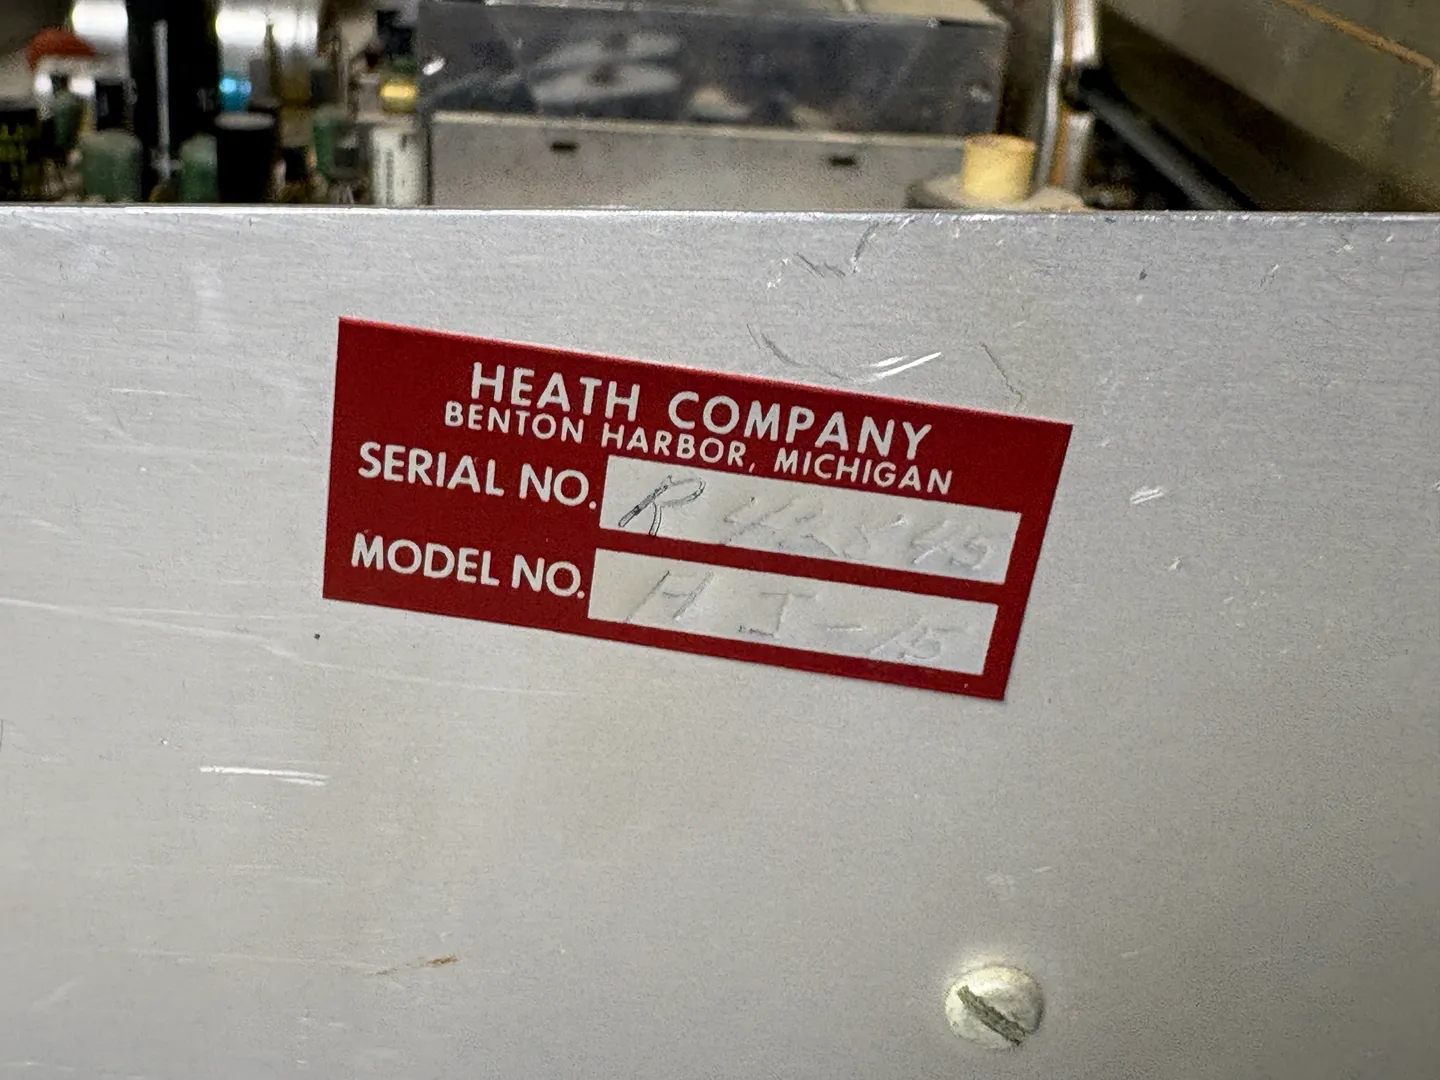 HEATH COMPANY
BENTON HARBOR, MICHIGAN
SERIAL NO. R
MODEL NO.